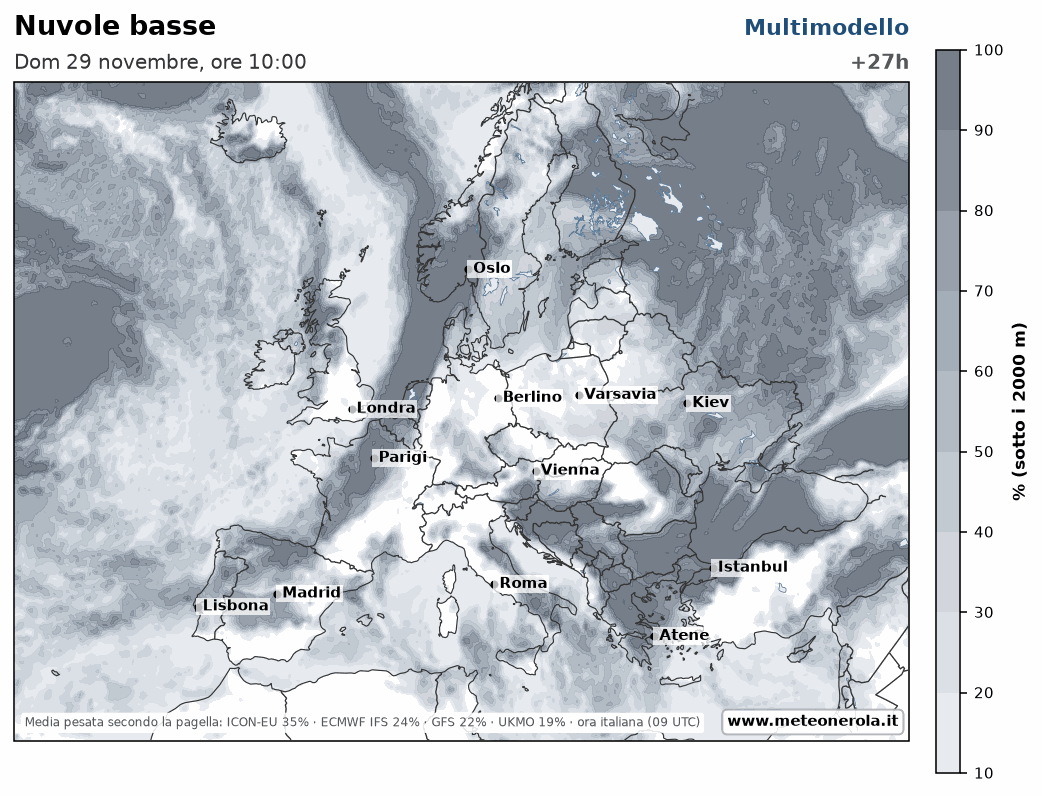 Nuvole basse
Multimodello
Dom 29 novembre, ore 10:00
+27h
Oslo
Londra
Berlino
Varsavia
Kiev
Parigi
Vienna
Istanbul
Roma
Madrid
Lisbona
Atene
Media pesata secondo la pagella: ICON-EU 35% · ECMWF IFS 24% · GFS 22% · UKMO 19% · ora italiana (09 UTC)
www.meteonerola.it
100
90
80
70
60
50
40
30
20
10
% (sotto i 2000 m)